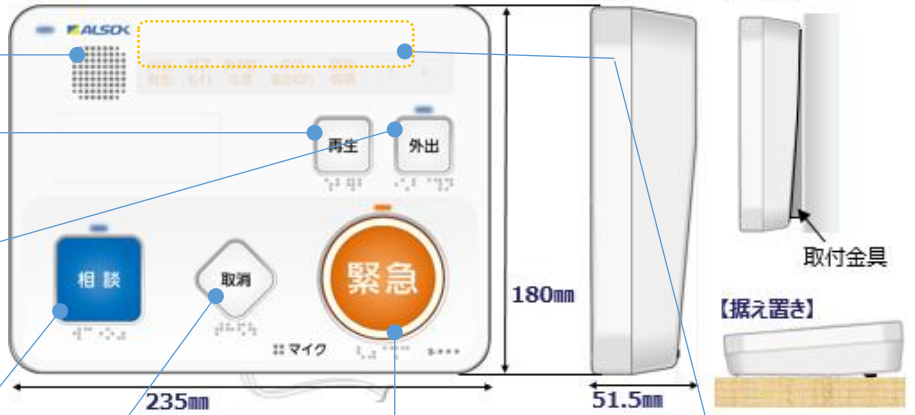 ALSOK
再生
外出
相談
取消
緊急
マイク
取付金具
180mm
【据え置き】
235mm
51.5mm